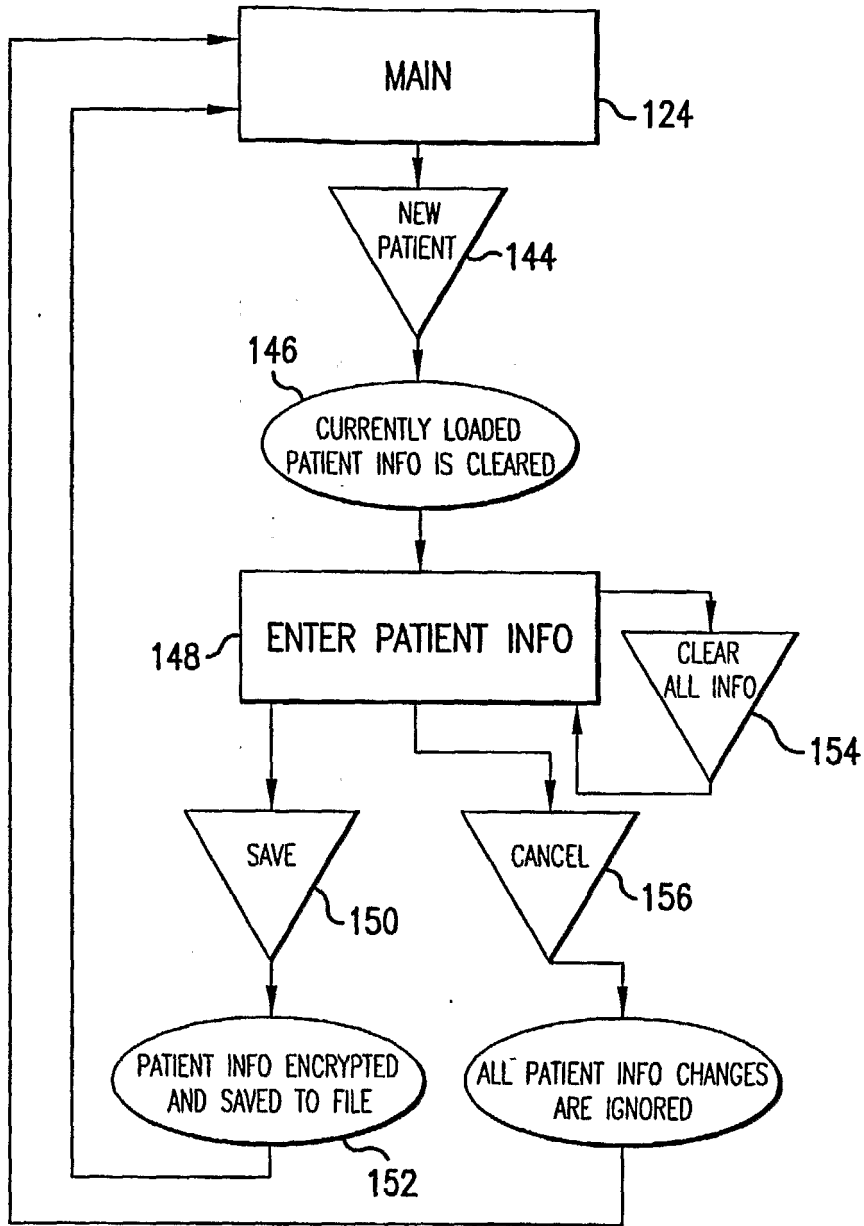 MAIN
124
NEW
PATIENT
144
146
CURRENTLY LOADED
PATIENT INFO IS CLEARED
148
ENTER PATIENT INFO
CLEAR
ALL INFO
154
SAVE
150
CANCEL
156
PATIENT INFO ENCRYPTED
AND SAVED TO FILE
152
ALL PATIENT INFO CHANGES
ARE IGNORED